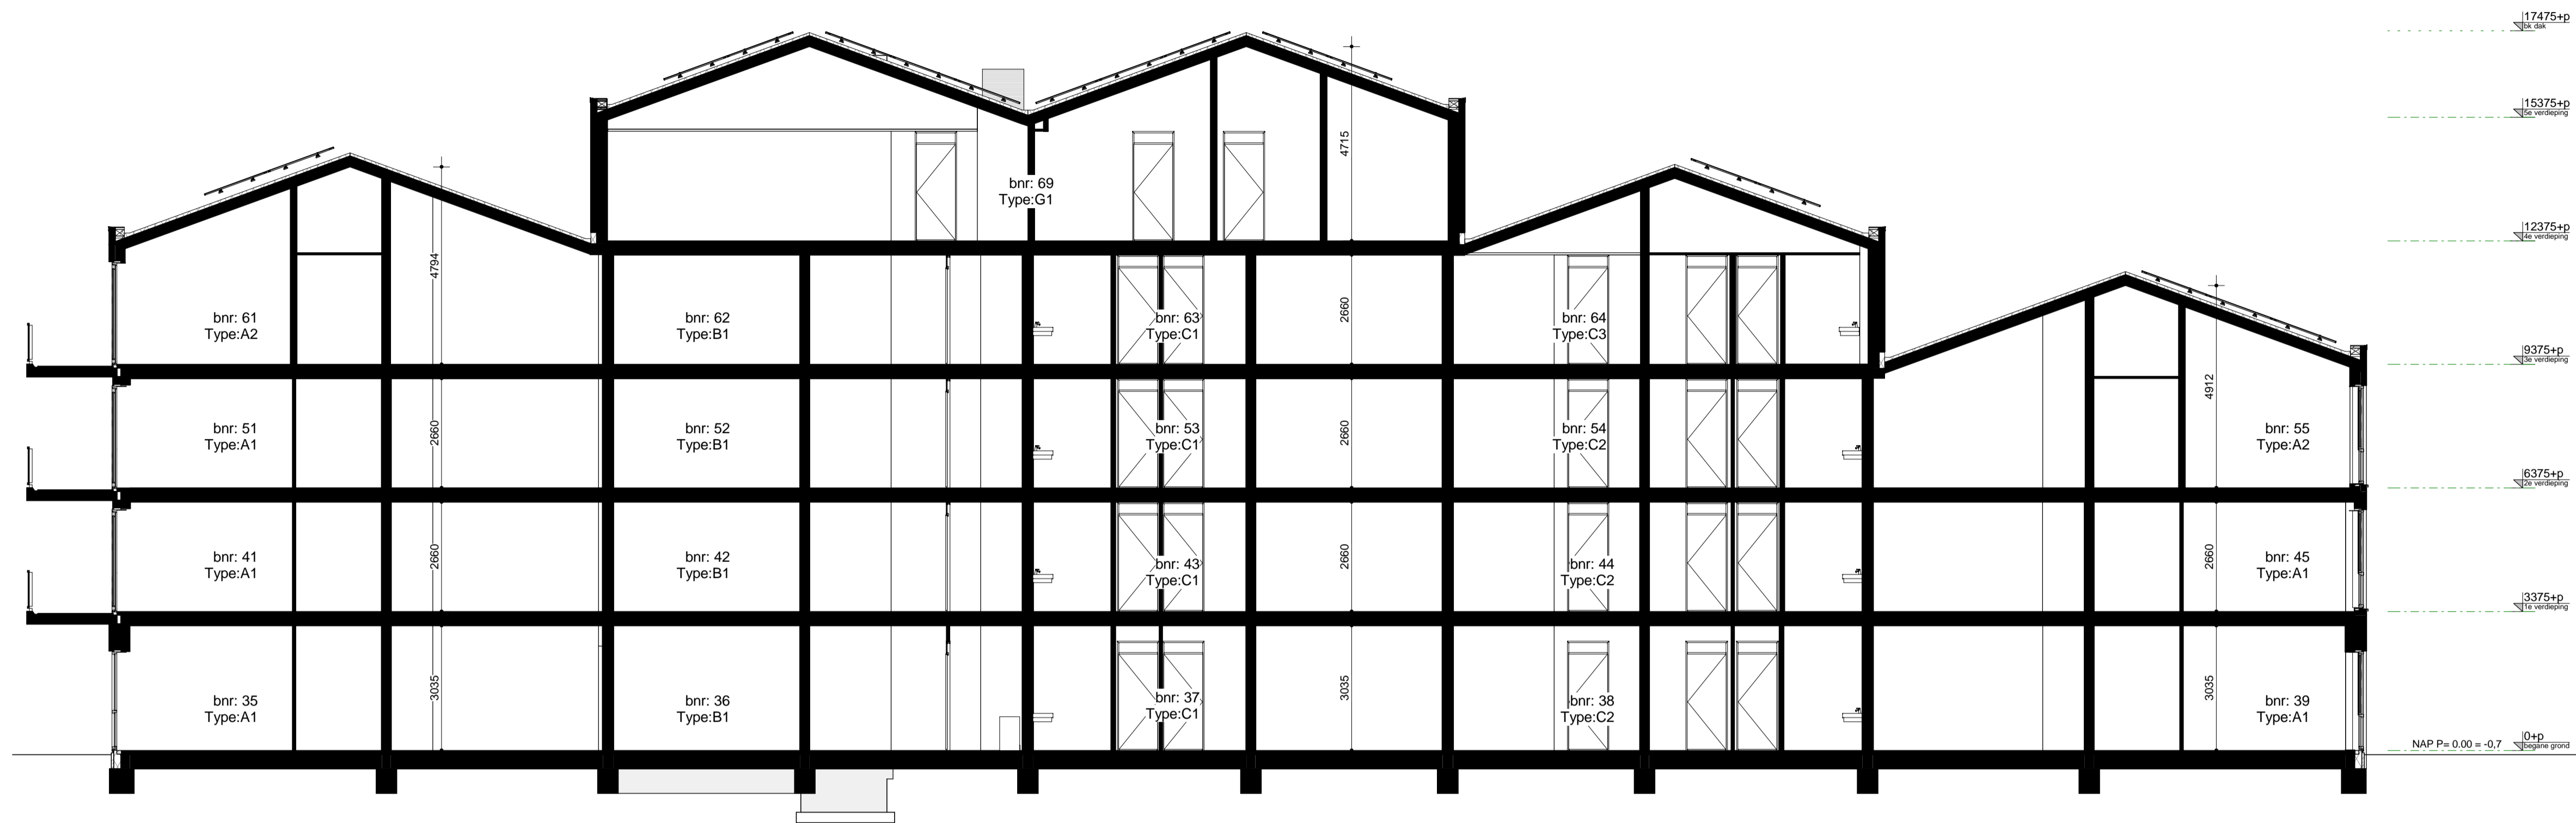 17475+p
bk dak
15375+p
5e verdieping
4715
bnr: 69
Type:G1
12375+p
4e verdieping
4794
bnr: 61
Type:A2
bnr: 62
Type:B1
bnr: 63
Type:C1
2660
bnr: 64
Type:C3
9375+p
3e verdieping
bnr: 51
Type:A1
2660
bnr: 52
Type:B1
bnr: 53
Type:C1
2660
bnr: 54
Type:C2
4912
bnr: 55
Type:A2
6375+p
2e verdieping
bnr: 41
Type:A1
2660
bnr: 42
Type:B1
bnr: 43
Type:C1
2660
bnr: 44
Type:C2
2660
bnr: 45
Type:A1
3375+p
1e verdieping
bnr: 35
Type:A1
3035
bnr: 36
Type:B1
bnr: 37
Type:C1
3035
bnr: 38
Type:C2
3035
bnr: 39
Type:A1
NAP P= 0.00 = -0,7
0+p
begane grond